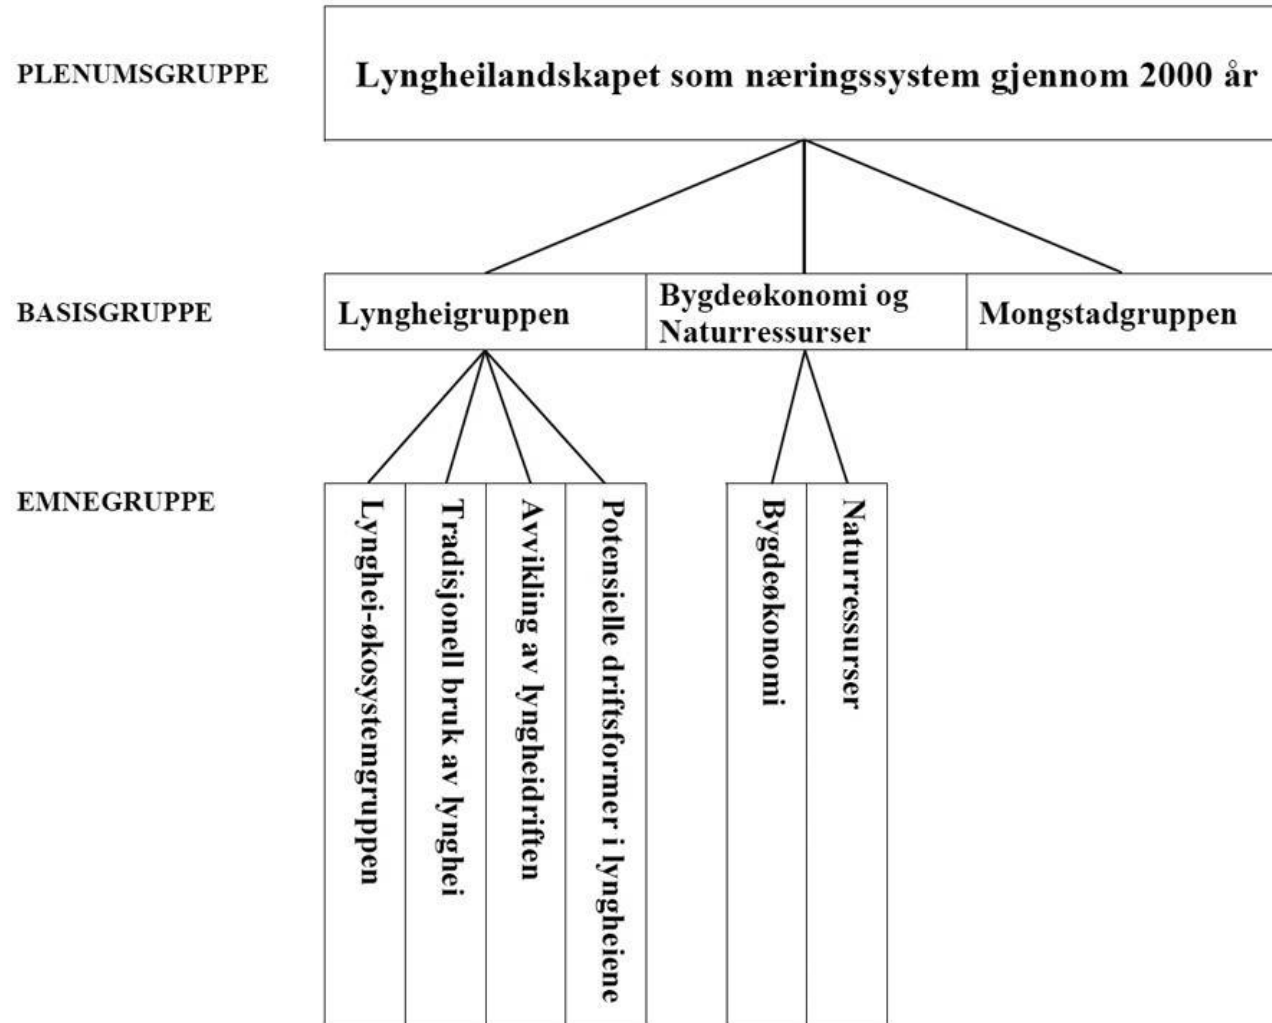 PLENUMSGRUPPE
Lyngheilandskapet som næringssystem gjennom 2000 år
BASISGRUPPE
Lyngheigruppen
Bygdeøkonomi og
Naturressurser
Mongstadgruppen
EMNEGRUPPE
Lynghei-økosystemgruppen
Tradisjonell bruk av lynghei
Avvikling av lyngheidriften
Potensielle driftsformer i lyngheiene
Bygdeøkonomi
Naturressurser